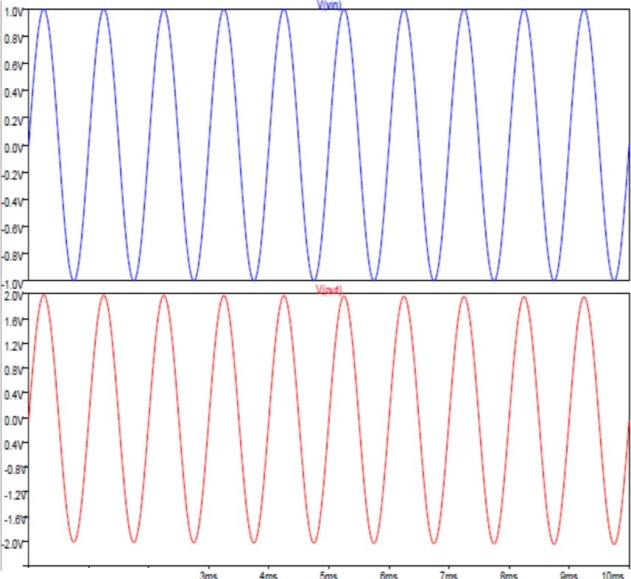 V(vin)
1.0V
0.8V
0.6V
0.4V
0.2V
0.0V
-0.2V
-0.4V
-0.6V
-0.8V
-1.0V
V(out)
2.0V
1.6V
1.2V
0.8V
0.4V
0.0V
0.4V
-0.8V
-1.2V
-1.6V
-2.0V
3ms 4ms 5ms 6ms 7ms 8ms 9ms 10ms